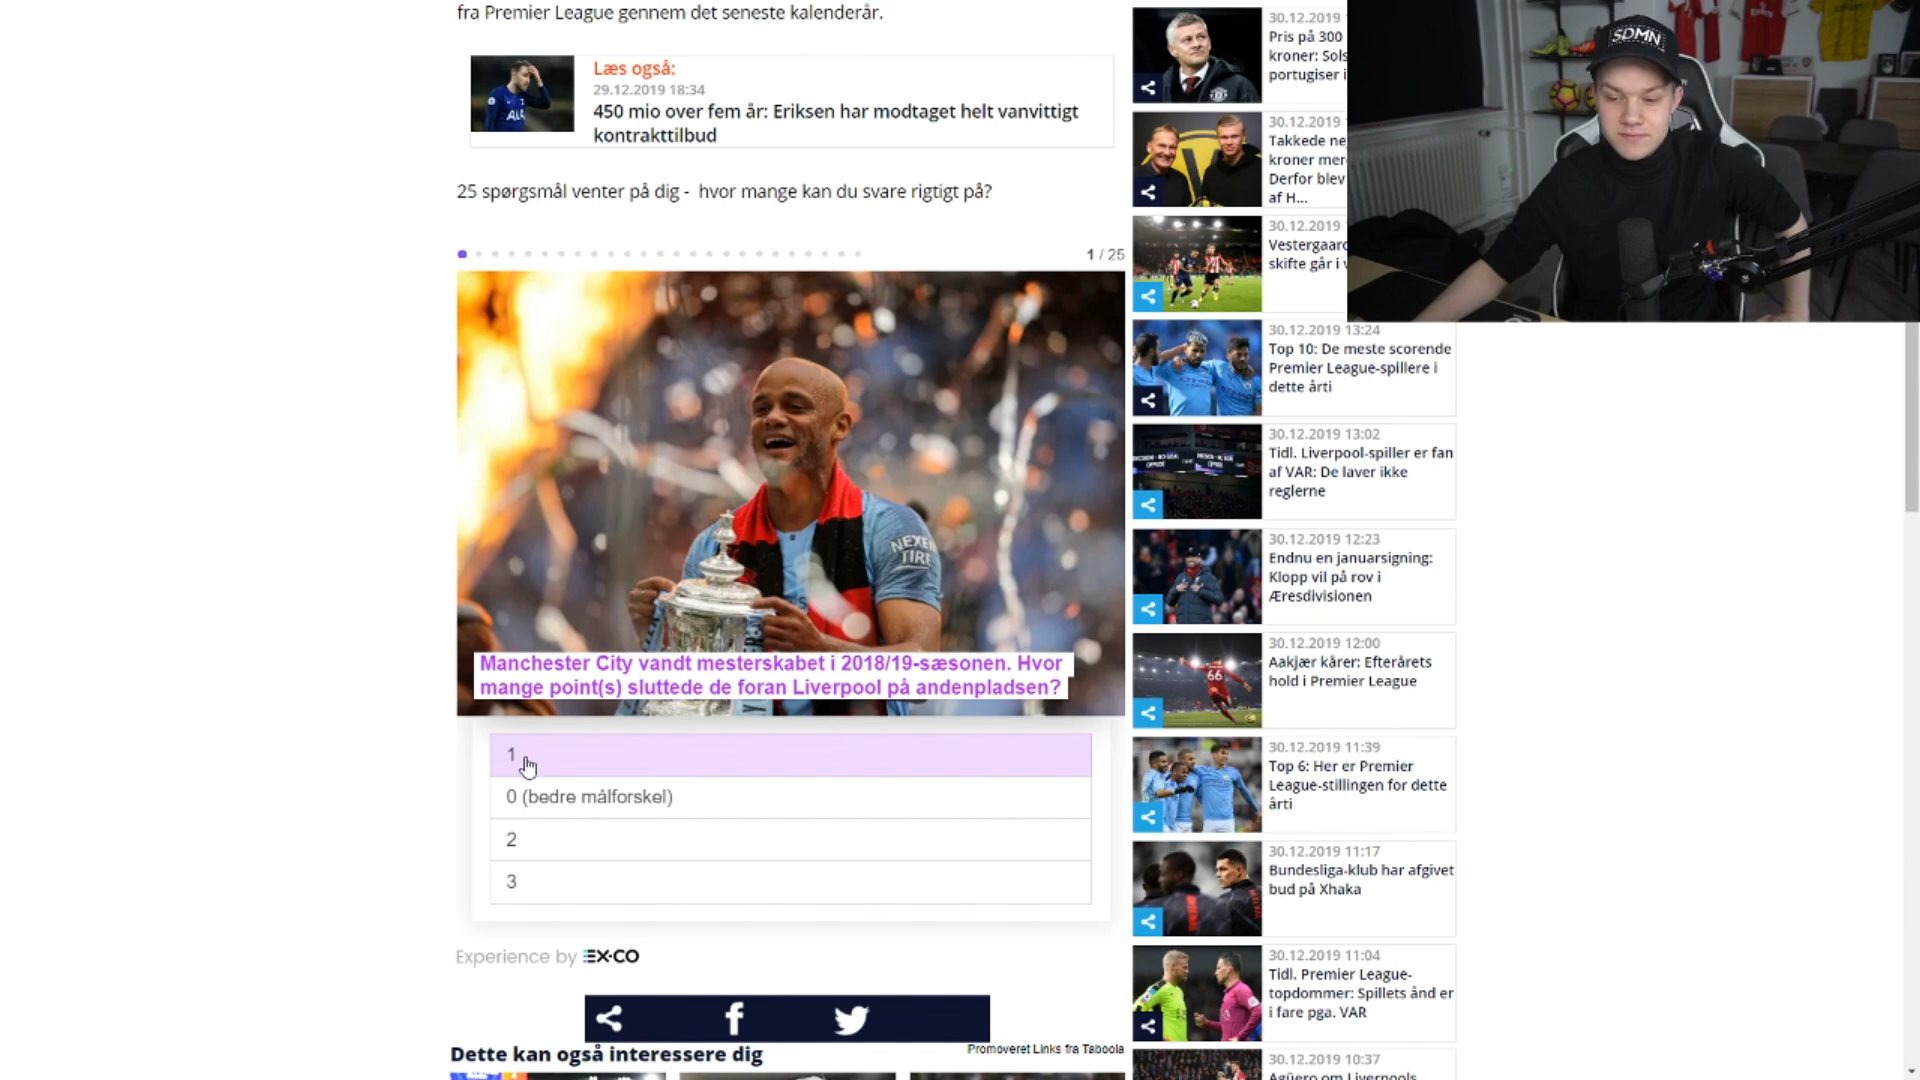 fra Premier League gennem det seneste kalenderår.
Læs også:
29.12.2019 18:34
450 mio over fem år: Eriksen har modtaget helt vanvittigt
kontrakttilbud
25 spørgsmål venter på dig - hvor mange kan du svare rigtigt på?
1 / 25
NEXEN
TIRE
Manchester City vandt mesterskabet i 2018/19-sæsonen. Hvor
mange point(s) sluttede de foran Liverpool på andenpladsen?
1
0 (bedre målforskel)
2
3
Experience by EX·CO
Dette kan også interessere dig
Promoveret Links fra Taboola
30.12.2019
Pris på 300
kroner: Sols
portugiser i
30.12.2019
Takkede ne
kroner mer
Derfor blev
af H...
30.12.2019
Vestergaard
skifte går i v
30.12.2019 13:24
Top 10: De meste scorende
Premier League-spillere i
dette årti
30.12.2019 13:02
Tidl. Liverpool-spiller er fan
af VAR: De laver ikke
reglerne
30.12.2019 12:23
Endnu en januarsigning:
Klopp vil på rov i
Æresdivisionen
30.12.2019 12:00
Aakjær kårer: Efterårets
hold i Premier League
66
30.12.2019 11:39
Top 6: Her er Premier
League-stillingen for dette
årti
30.12.2019 11:17
Bundesliga-klub har afgivet
bud på Xhaka
30.12.2019 11:04
Tidl. Premier League-
topdommer: Spillets ånd er
i fare pga. VAR
30.12.2019 10:37
Agüero om Liverpools
SDMN